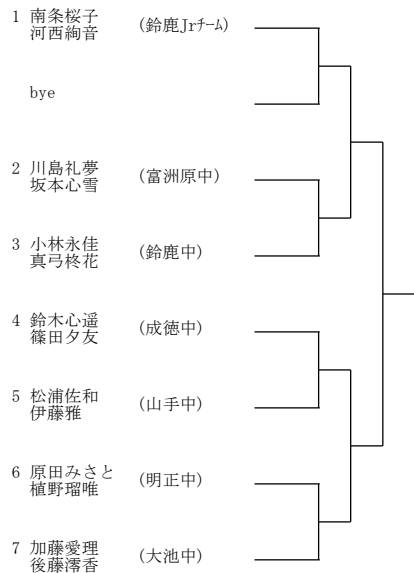 1 南条桜子 (鈴鹿Jrチーム)
河西絢音
bye
2 川島礼夢 (富洲原中)
坂本心雪
3 小林永佳 (鈴鹿中)
真弓柊花
4 鈴木心遥 (成徳中)
篠田夕友
5 松浦佐和 (山手中)
伊藤雅
6 原田みさと (明正中)
植野瑠唯
7 加藤愛理 (大池中)
後藤澪香